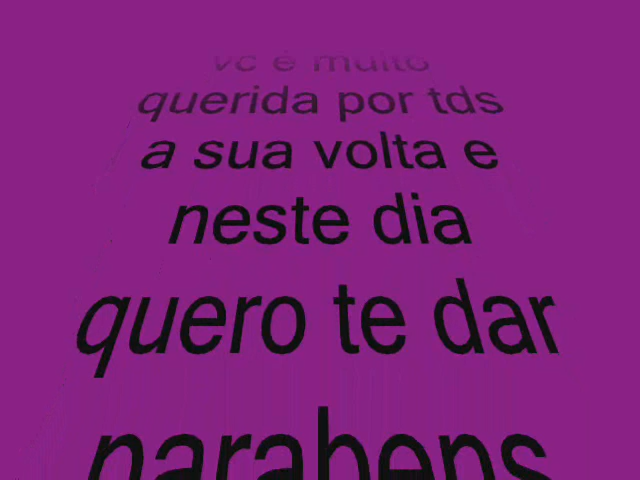 vc é muito
querida por tds
a sua volta e
neste dia
quero te dar
parabens